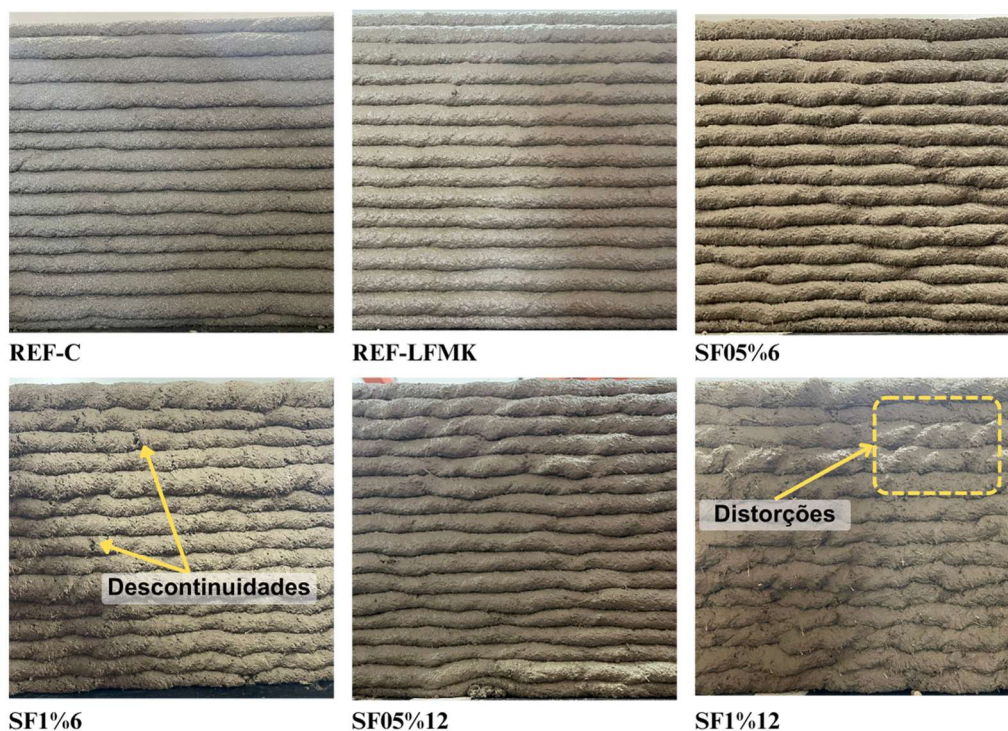 REF-C
REF-LFMK
SF05%6
Descontinuidades
Distorções
SF1%6
SF05%12
SF1%12